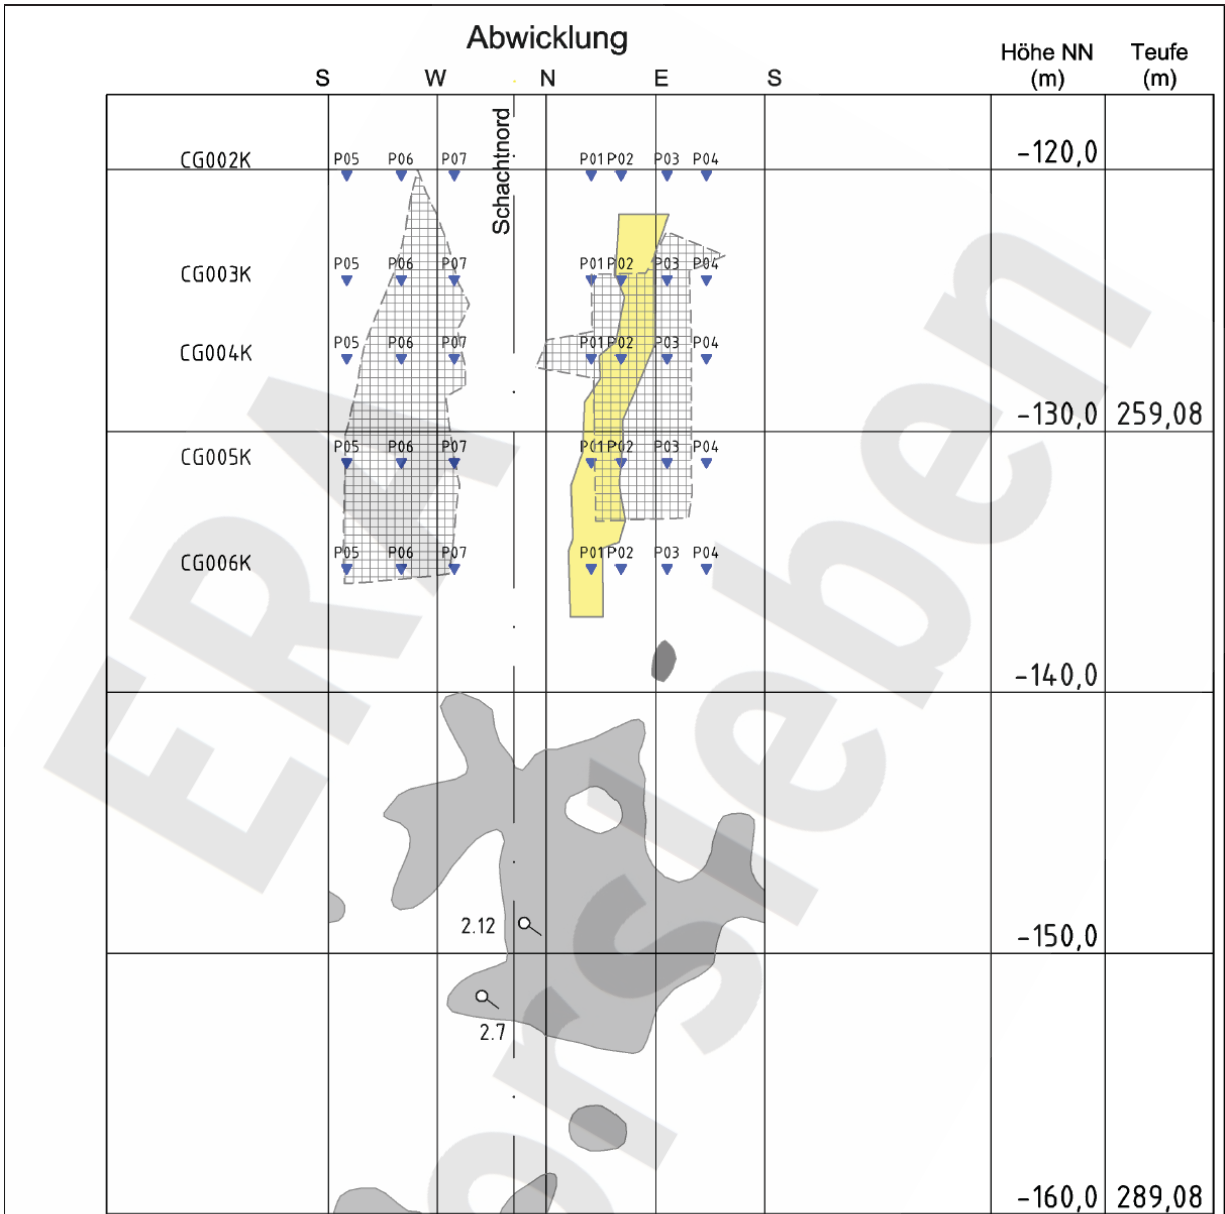 Abwicklung
Höhe NN (m)
Teufe (m)
S W N E S
Schachtnord
CG002K P05 P06 P07 P01 P02 P03 P04 -120,0
CG003K P05 P06 P07 P01 P02 P03 P04
CG004K P05 P06 P07 P01 P02 P03 P04
-130,0 259,08
CG005K P05 P06 P07 P01 P02 P03 P04
CG006K P05 P06 P07 P01 P02 P03 P04
-140,0
2.12
-150,0
2.7
-160,0 289,08
ERA
orsleben